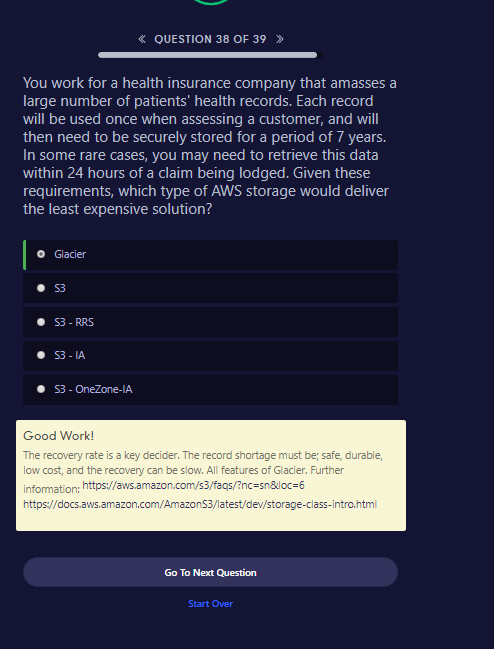 « QUESTION 38 OF 39 »
You work for a health insurance company that amasses a
large number of patients' health records. Each record
will be used once when assessing a customer, and will
then need to be securely stored for a period of 7 years.
In some rare cases, you may need to retrieve this data
within 24 hours of a claim being lodged. Given these
requirements, which type of AWS storage would deliver
the least expensive solution?
Glacier
S3
S3 - RRS
S3 - IA
S3 - OneZone-IA
Good Work!
The recovery rate is a key decider. The record shortage must be; safe, durable,
low cost, and the recovery can be slow. All features of Glacier. Further
information: https://aws.amazon.com/s3/faqs/?nc=sn&loc=6
https://docs.aws.amazon.com/AmazonS3/latest/dev/storage-class-intro.html
Go To Next Question
Start Over